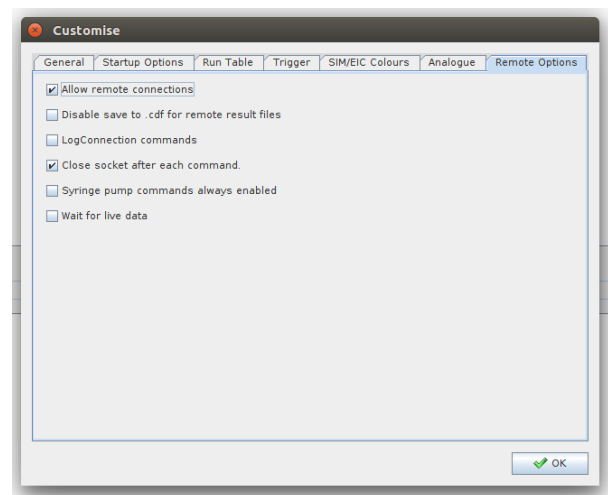 Customise
General Startup Options Run Table Trigger SIM/EIC Colours Analogue Remote Options
Allow remote connections
Disable save to .cdf for remote result files
LogConnection commands
Close socket after each command.
Syringe pump commands always enabled
Wait for live data
OK